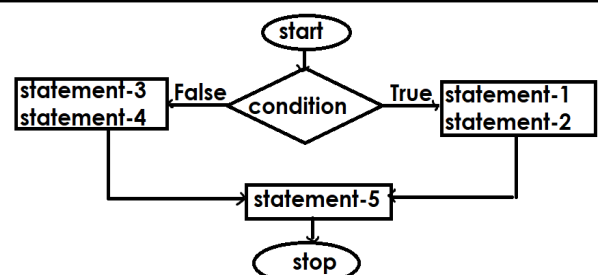 start
statement-3
statement-4
False
condition
True
statement-1
statement-2
statement-5
stop